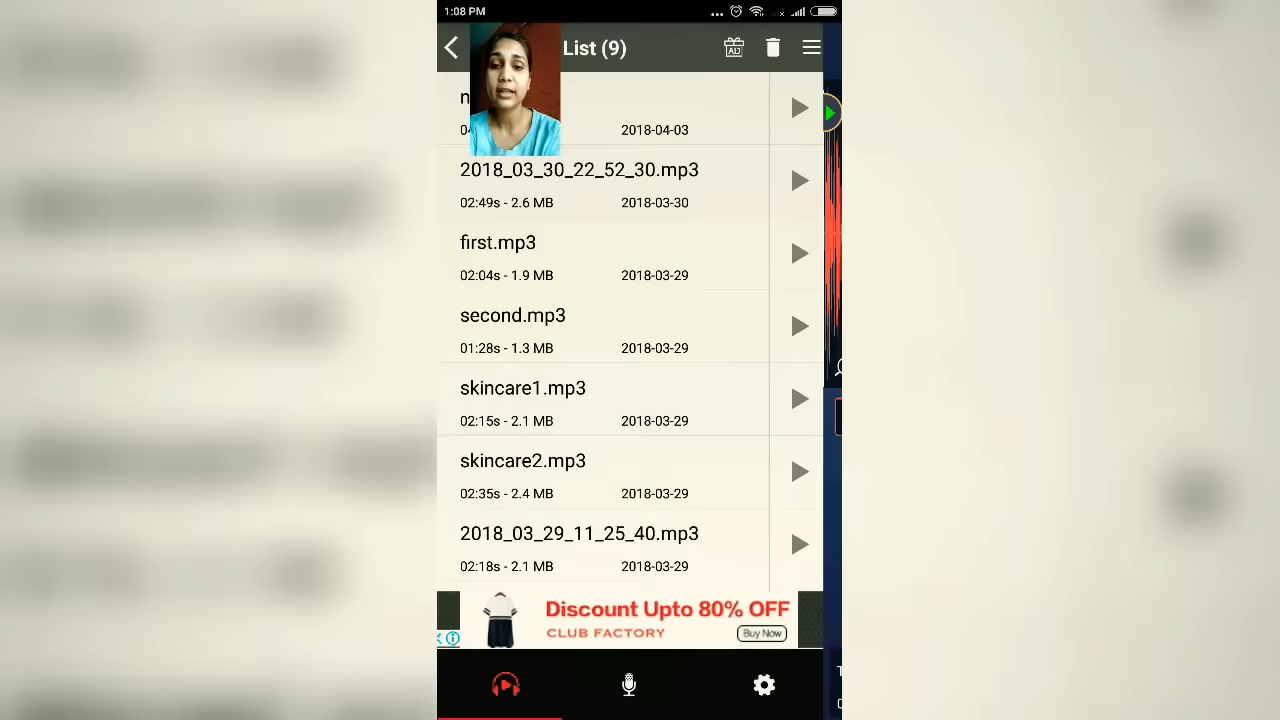 1:08 PM
List (9)
AD
2018-04-03
2018_03_30_22_52_30.mp3
02:49s - 2.6 MB 2018-03-30
first.mp3
02:04s - 1.9 MB 2018-03-29
second.mp3
01:28s - 1.3 MB 2018-03-29
skincare1.mp3
02:15s - 2.1 MB 2018-03-29
skincare2.mp3
02:35s - 2.4 MB 2018-03-29
2018_03_29_11_25_40.mp3
02:18s - 2.1 MB 2018-03-29
Discount Upto 80% OFF
CLUB FACTORY
Buy Now